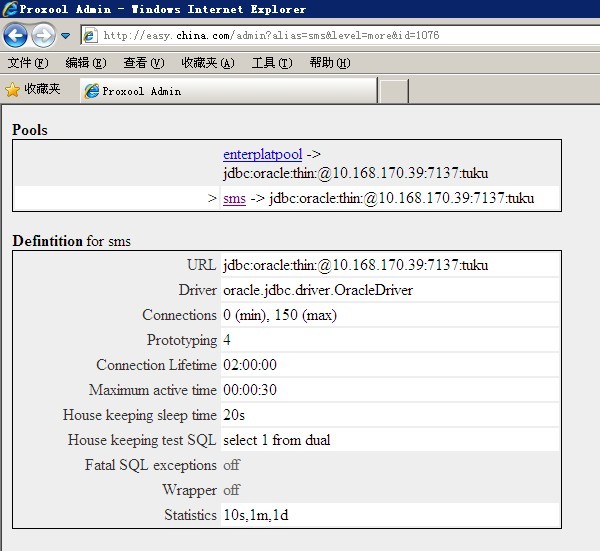 Proxool Admin - Windows Internet Explorer
http://easy.china.com/admin?alias=sms&level=more&id=1076
文件(F) 编辑(E) 查看(V) 收藏夹(A) 工具(T) 帮助(H)
收藏夹 Proxool Admin
Pools
enterplatpool ->
jdbc:oracle:thin:@10.168.170.39:7137:tuku
> sms -> jdbc:oracle:thin:@10.168.170.39:7137:tuku
Defintition for sms
URL jdbc:oracle:thin:@10.168.170.39:7137:tuku
Driver oracle.jdbc.driver.OracleDriver
Connections 0 (min), 150 (max)
Prototyping 4
Connection Lifetime 02:00:00
Maximum active time 00:00:30
House keeping sleep time 20s
House keeping test SQL select 1 from dual
Fatal SQL exceptions off
Wrapper off
Statistics 10s,1m,1d